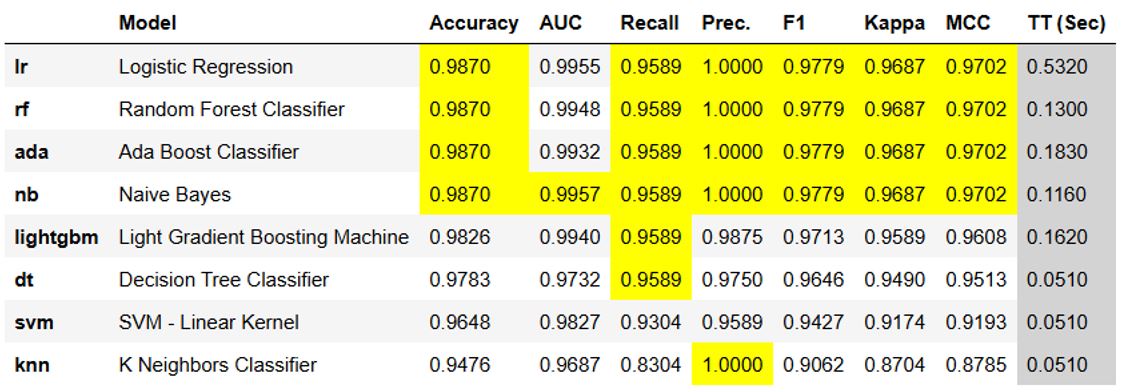 Model Accuracy AUC Recall Prec. F1 Kappa MCC TT (Sec)
lr Logistic Regression 0.9870 0.9955 0.9589 1.0000 0.9779 0.9687 0.9702 0.5320
rf Random Forest Classifier 0.9870 0.9948 0.9589 1.0000 0.9779 0.9687 0.9702 0.1300
ada Ada Boost Classifier 0.9870 0.9932 0.9589 1.0000 0.9779 0.9687 0.9702 0.1830
nb Naive Bayes 0.9870 0.9957 0.9589 1.0000 0.9779 0.9687 0.9702 0.1160
lightgbm Light Gradient Boosting Machine 0.9826 0.9940 0.9589 0.9875 0.9713 0.9589 0.9608 0.1620
dt Decision Tree Classifier 0.9783 0.9732 0.9589 0.9750 0.9646 0.9490 0.9513 0.0510
svm SVM - Linear Kernel 0.9648 0.9827 0.9304 0.9589 0.9427 0.9174 0.9193 0.0510
knn K Neighbors Classifier 0.9476 0.9687 0.8304 1.0000 0.9062 0.8704 0.8785 0.0510